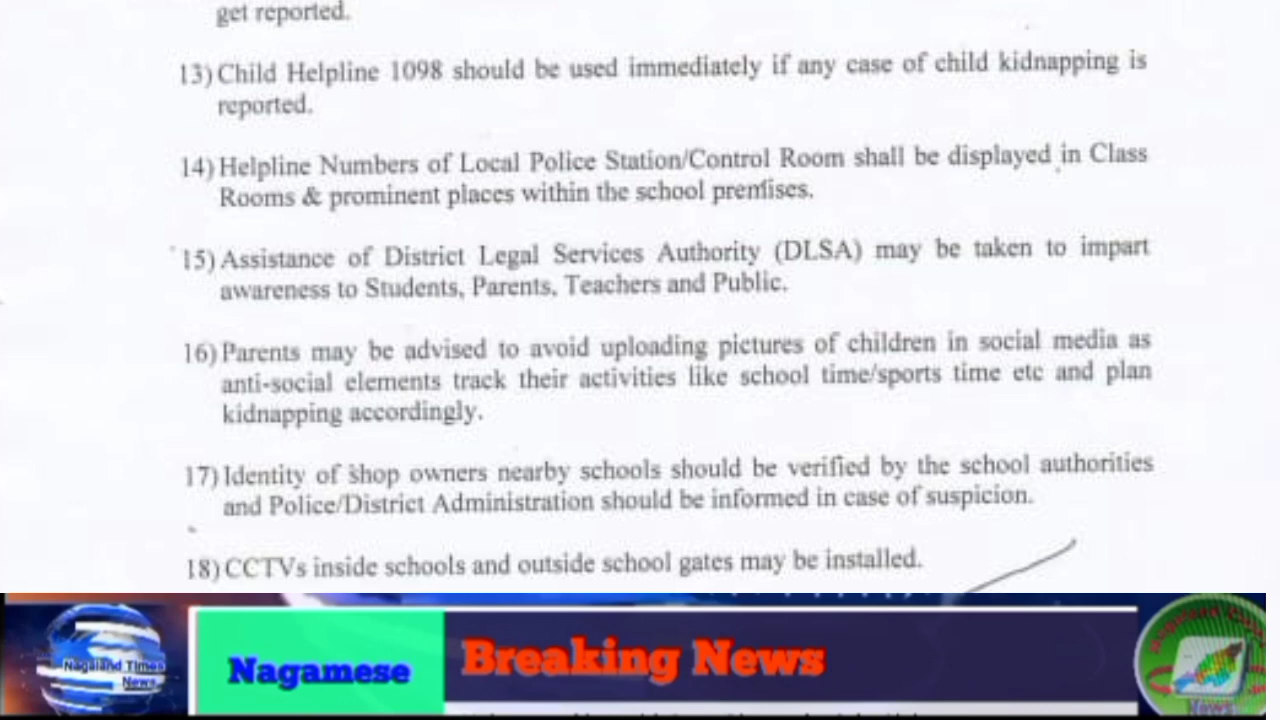 get reported.
13) Child Helpline 1098 should be used immediately if any case of child kidnapping is
reported.
14) Helpline Numbers of Local Police Station/Control Room shall be displayed in Class
Rooms & prominent places within the school premises.
15) Assistance of District Legal Services Authority (DLSA) may be taken to impart
awareness to Students, Parents, Teachers and Public.
16) Parents may be advised to avoid uploading pictures of children in social media as
anti-social elements track their activities like school time/sports time etc and plan
kidnapping accordingly.
17) Identity of shop owners nearby schools should be verified by the school authorities
and Police/District Administration should be informed in case of suspicion.
18) CCTVs inside schools and outside school gates may be installed.
Nagaland Times
News
Nagamese
Breaking News
News